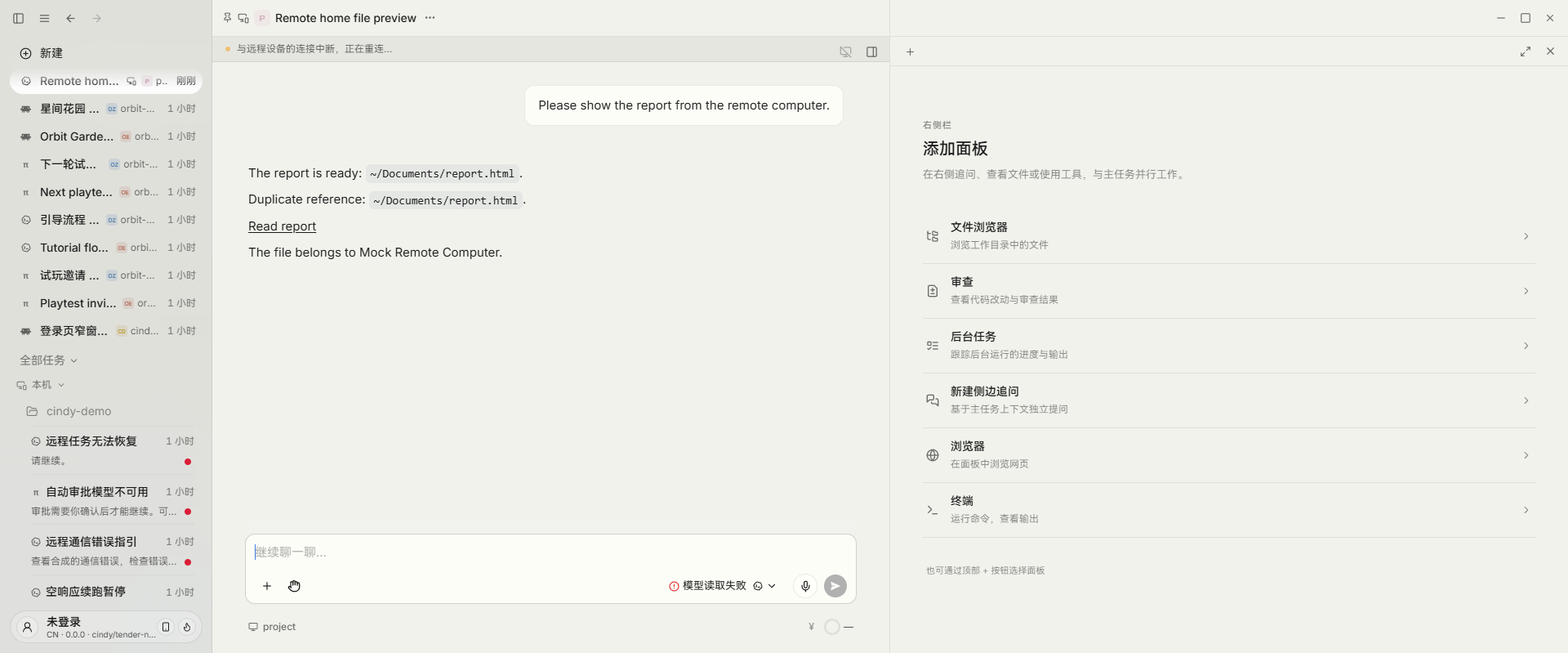 P Remote home file preview ...
新建
Remote hom... P p.. 刚刚
星间花园 ... OZ orbit-... 1 小时
Orbit Garde... OE orb... 1 小时
下一轮试... OZ orbit-... 1 小时
Next playte... OE orb... 1 小时
引导流程 ... OZ orbit-... 1 小时
Tutorial flo... OE orbi... 1 小时
试玩邀请 ... OZ orbit-... 1 小时
Playtest invi... OE or... 1 小时
登录页窄窗... CD cind... 1 小时
全部任务
本机
cindy-demo
远程任务无法恢复 1 小时
请继续。
自动审批模型不可用 1 小时
审批需要你确认后才能继续。可...
远程通信错误指引 1 小时
查看合成的通信错误，检查错误...
空响应续跑暂停 1 小时
未登录
CN · 0.0.0 · cindy/tender-n...
与远程设备的连接中断，正在重连...
Please show the report from the remote computer.
The report is ready: ~/Documents/report.html.
Duplicate reference: ~/Documents/report.html.
Read report
The file belongs to Mock Remote Computer.
继续聊一聊...
模型读取失败
project
¥
右侧栏
添加面板
在右侧追问、查看文件或使用工具，与主任务并行工作。
文件浏览器
浏览工作目录中的文件
审查
查看代码改动与审查结果
后台任务
跟踪后台运行的进度与输出
新建侧边追问
基于主任务上下文独立提问
浏览器
在面板中浏览网页
终端
运行命令，查看输出
也可通过顶部 + 按钮选择面板